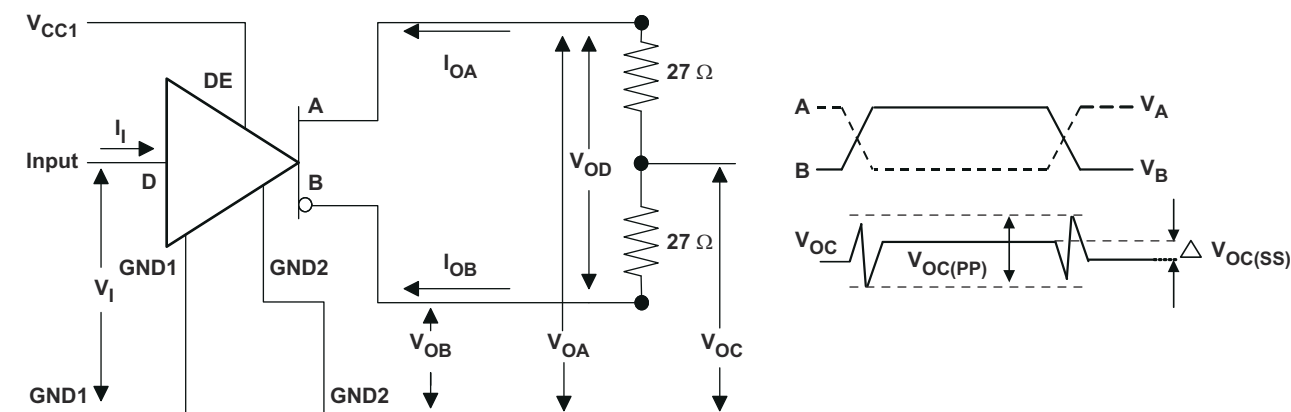 VCC1
DE
A
IOA
27 Ω
II
Input
D
B
VOD
27 Ω
GND1
GND2
IOB
VI
VOB
VOA
VOC
GND1
GND2
A
VA
B
VB
VOC
VOC(PP)
△ VOC(SS)